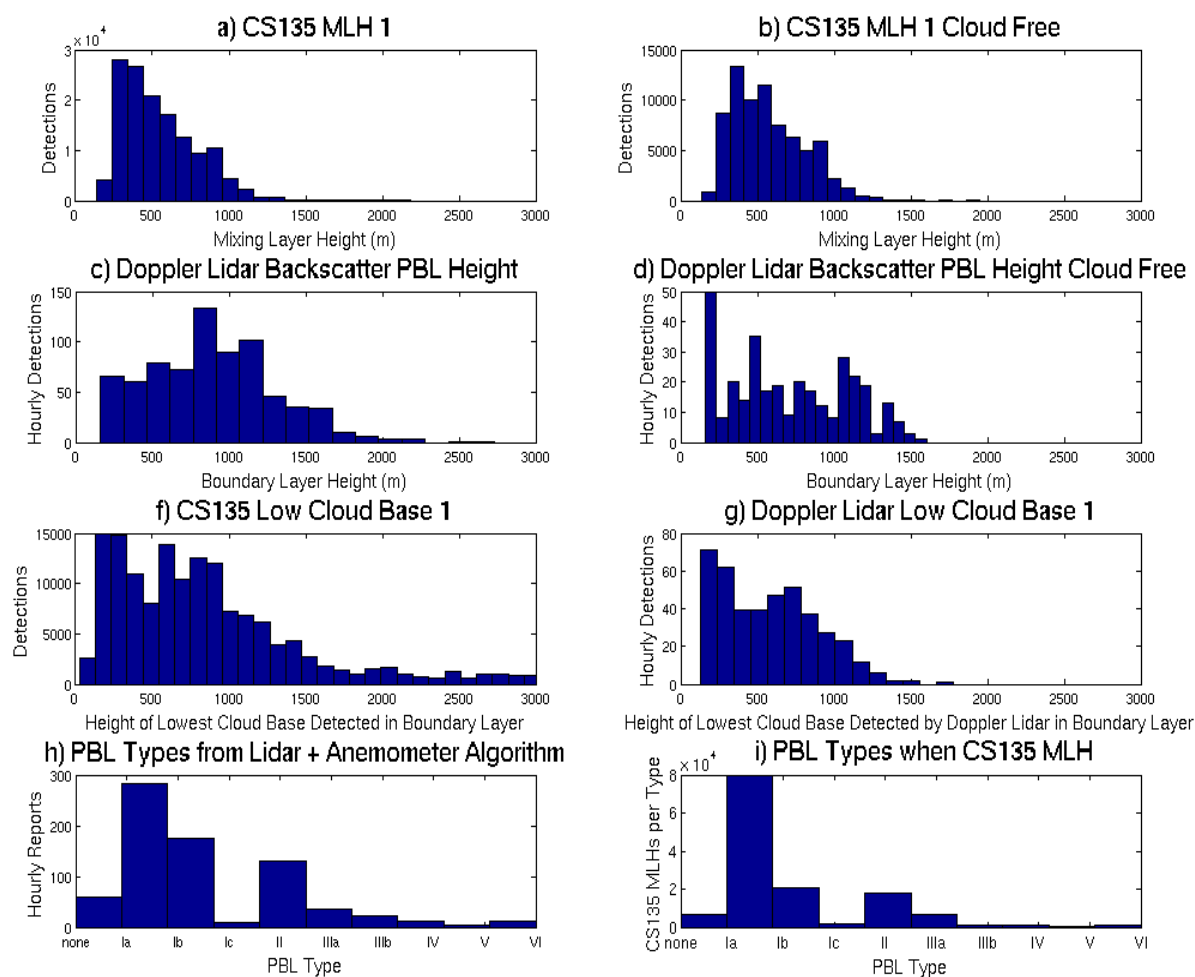 a) CS135 MLH 1
× 10^4
3
2
1
0
Detections
0 500 1000 1500 2000 2500 3000
Mixing Layer Height (m)
b) CS135 MLH 1 Cloud Free
15000
10000
5000
0
Detections
0 500 1000 1500 2000 2500 3000
Mixing Layer Height (m)
c) Doppler Lidar Backscatter PBL Height
150
100
50
0
Hourly Detections
0 500 1000 1500 2000 2500 3000
Boundary Layer Height (m)
d) Doppler Lidar Backscatter PBL Height Cloud Free
50
40
30
20
10
0
Hourly Detections
0 500 1000 1500 2000 2500 3000
Boundary Layer Height (m)
f) CS135 Low Cloud Base 1
15000
10000
5000
0
Detections
0 500 1000 1500 2000 2500 3000
Height of Lowest Cloud Base Detected in Boundary Layer
g) Doppler Lidar Low Cloud Base 1
80
60
40
20
0
Hourly Detections
0 500 1000 1500 2000 2500 3000
Height of Lowest Cloud Base Detected by Doppler Lidar in Boundary Layer
h) PBL Types from Lidar + Anemometer Algorithm
300
200
100
0
Hourly Reports
none Ia Ib Ic II IIIa IIIb IV V VI
PBL Type
i) PBL Types when CS135 MLH
× 10^4
8
6
4
2
0
CS135 MLHs per Type
none Ia Ib Ic II IIIa IIIb IV V VI
PBL Type